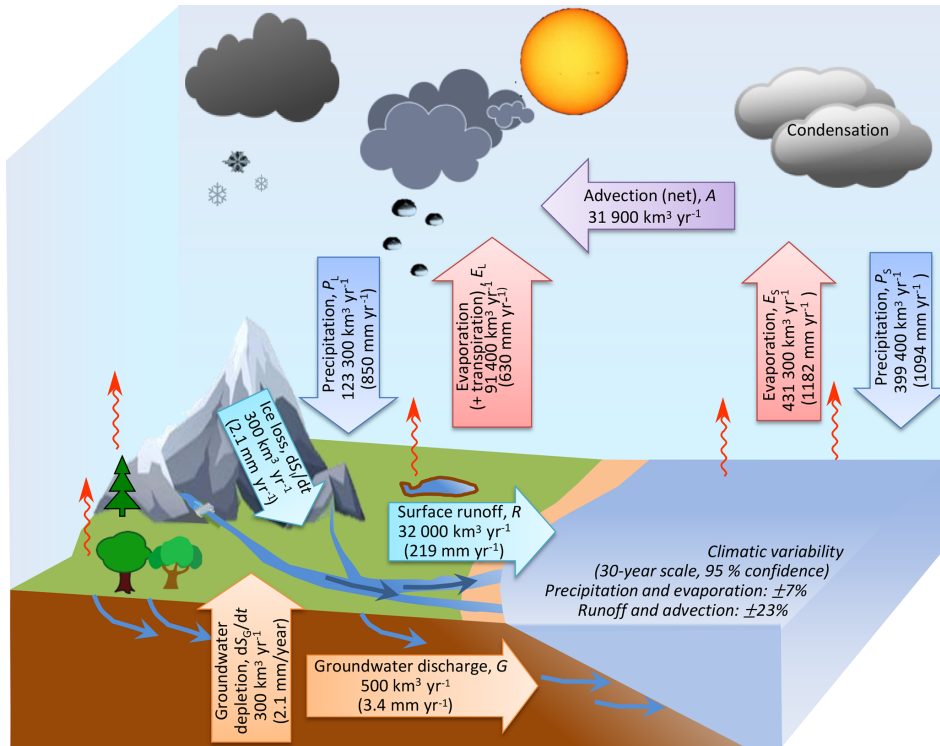 Condensation
Advection (net), A
31 900 km³ yr⁻¹
Precipitation, P_L
123 300 km³ yr⁻¹
(850 mm yr⁻¹)
Evaporation
(+ transpiration), E_L
91 400 km³ yr⁻¹
(630 mm yr⁻¹)
Evaporation, E_S
431 300 km³ yr⁻¹
(1182 mm yr⁻¹)
Precipitation, P_S
399 400 km³ yr⁻¹
(1094 mm yr⁻¹ )
Ice loss, dS_I/dt
300 km³ yr⁻¹
(2.1 mm yr⁻¹)
Surface runoff, R
32 000 km³ yr⁻¹
(219 mm yr⁻¹)
Climatic variability
(30-year scale, 95 % confidence)
Precipitation and evaporation: ±7%
Runoff and advection: ±23%
Groundwater
depletion, dS_G/dt
300 km³ yr⁻¹
(2.1 mm/year)
Groundwater discharge, G
500 km³ yr⁻¹
(3.4 mm yr⁻¹)